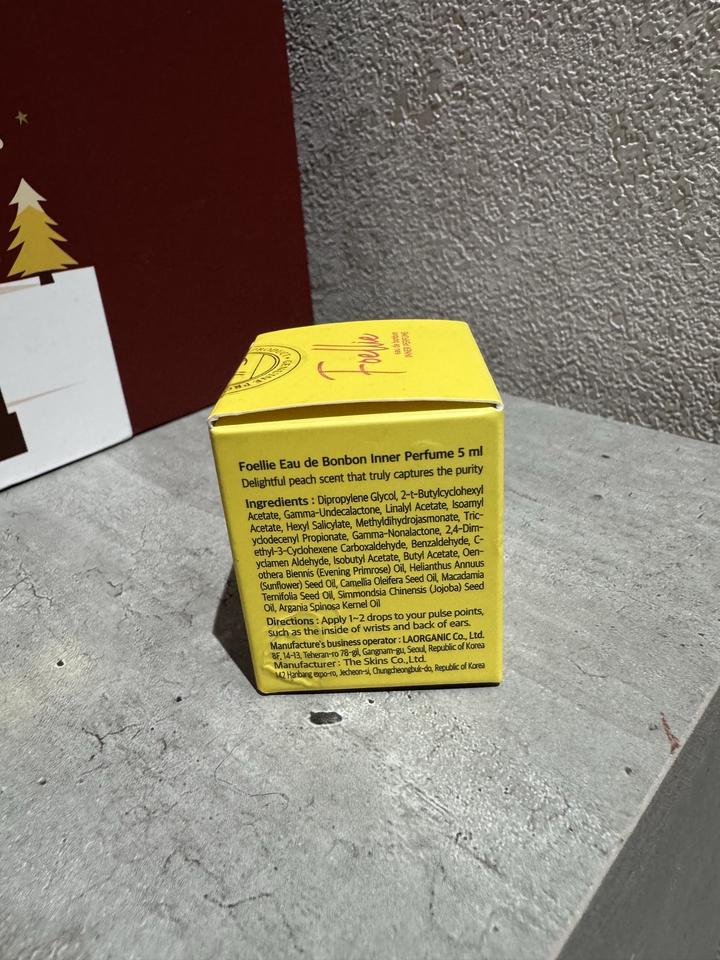 Foellie
eau de bonbon
INNER PERFUME
GENUINE
Foellie Eau de Bonbon Inner Perfume 5 ml
Delightful peach scent that truly captures the purity
Ingredients : Dipropylene Glycol, 2-t-Butylcyclohexyl
Acetate, Gamma-Undecalactone, Linalyl Acetate, Isoamyl
Acetate, Hexyl Salicylate, Methyldihydrojasmonate, Tric-
yclodecenyl Propionate, Gamma-Nonalactone, 2,4-Dim-
ethyl-3-Cyclohexene Carboxaldehyde, Benzaldehyde, C-
yclamen Aldehyde, Isobutyl Acetate, Butyl Acetate, Oen-
othera Biennis (Evening Primrose) Oil, Helianthus Annuus
(Sunflower) Seed Oil, Camellia Oleifera Seed Oil, Macadamia
Ternifolia Seed Oil, Simmondsia Chinensis (Jojoba) Seed
Oil, Argania Spinosa Kernel Oil
Directions : Apply 1~2 drops to your pulse points,
such as the inside of wrists and back of ears.
Manufacture's business operator : LAORGANIC Co., Ltd.
8F, 14-13, Teheran-ro 78-gil, Gangnam-gu, Seoul, Republic of Korea
Manufacturer : The Skins Co.,Ltd.
142 Hanbang expo-ro, Jecheon-si, Chungcheongbuk-do, Republic of Korea